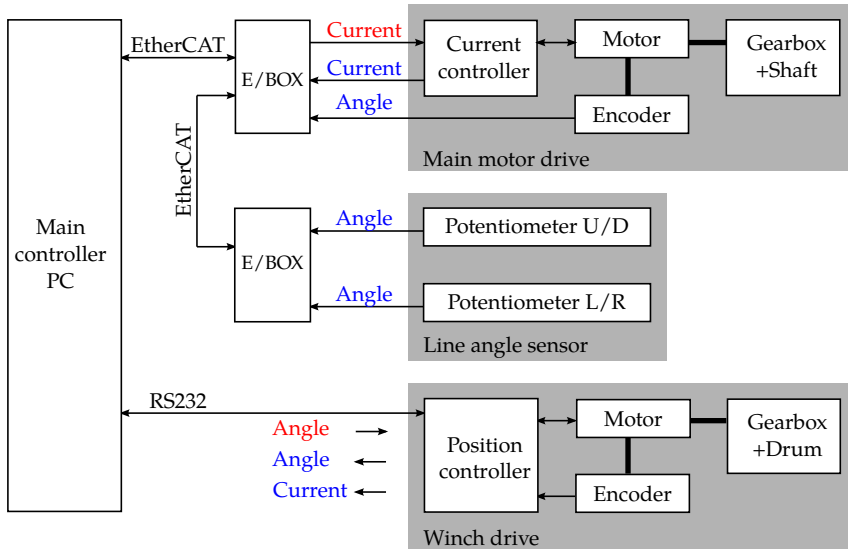 EtherCAT
Current
Current
controller
Motor
Gearbox
+Shaft
E/BOX
Current
Angle
Encoder
Main motor drive
EtherCAT
Main
controller
PC
E/BOX
Angle
Potentiometer U/D
Angle
Potentiometer L/R
Line angle sensor
RS232
Angle
Angle
Current
Position
controller
Motor
Gearbox
+Drum
Encoder
Winch drive